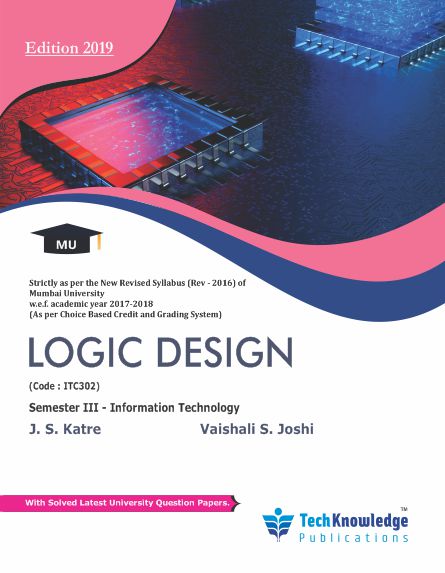 Edition 2019
MU
Strictly as per the New Revised Syllabus (Rev - 2016) of
Mumbai University
w.e.f. academic year 2017-2018
(As per Choice Based Credit and Grading System)
LOGIC DESIGN
(Code : ITC302)
Semester III - Information Technology
J. S. Katre Vaishali S. Joshi
With Solved Latest University Question Papers.
TechKnowledge™
Publications